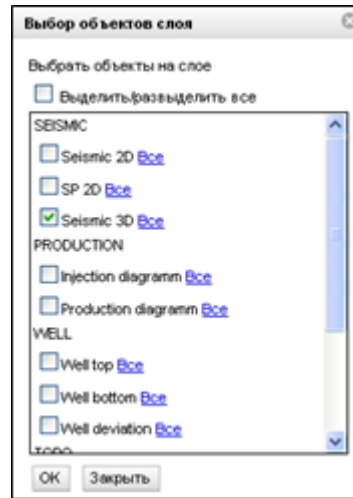 Выбор объектов слоя
Выбрать объекты на слое
Выделить/развыделить все
SEISMIC
Seismic 2D Все
SP 2D Все
Seismic 3D Все
PRODUCTION
Injection diagramm Все
Production diagramm Все
WELL
Well top Все
Well bottom Все
Well deviation Все
TOPO
OK Закрыть